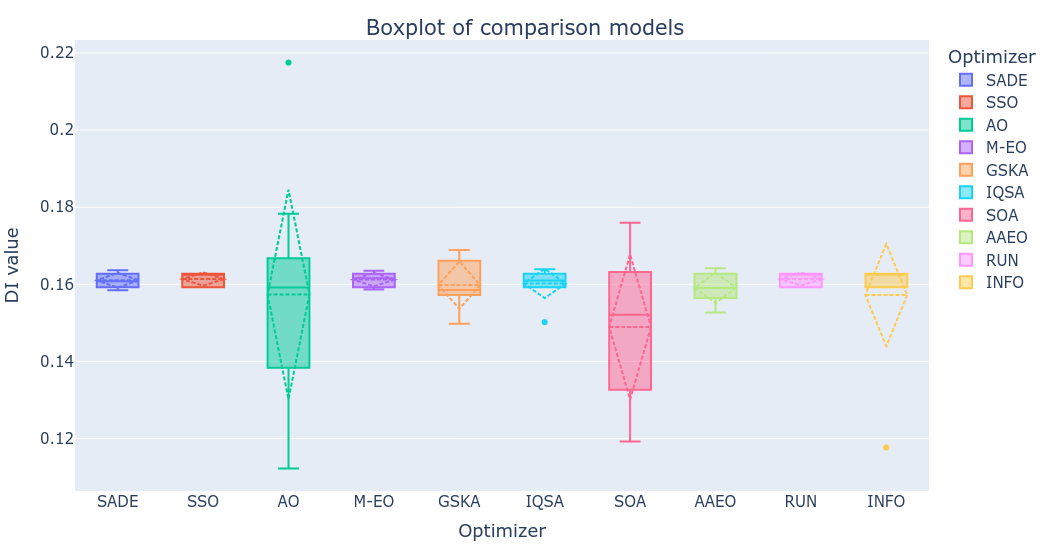 Boxplot of comparison models
DI value
0.22
0.2
0.18
0.16
0.14
0.12
SADE SSO AO M-EO GSKA IQSA SOA AAEO RUN INFO
Optimizer
Optimizer
SADE
SSO
AO
M-EO
GSKA
IQSA
SOA
AAEO
RUN
INFO